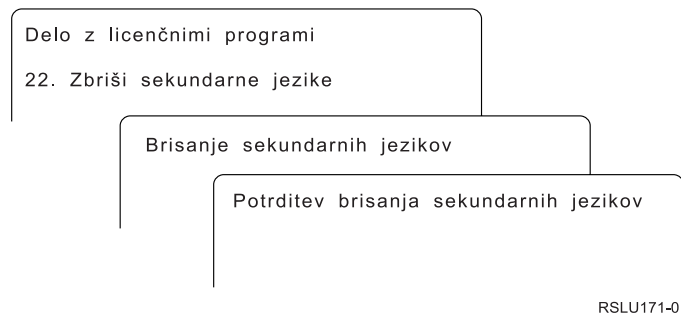 Delo z licenčnimi programi
22. Zbriši sekundarne jezike
Brisanje sekundarnih jezikov
Potrditev brisanja sekundarnih jezikov
RSLU171-0